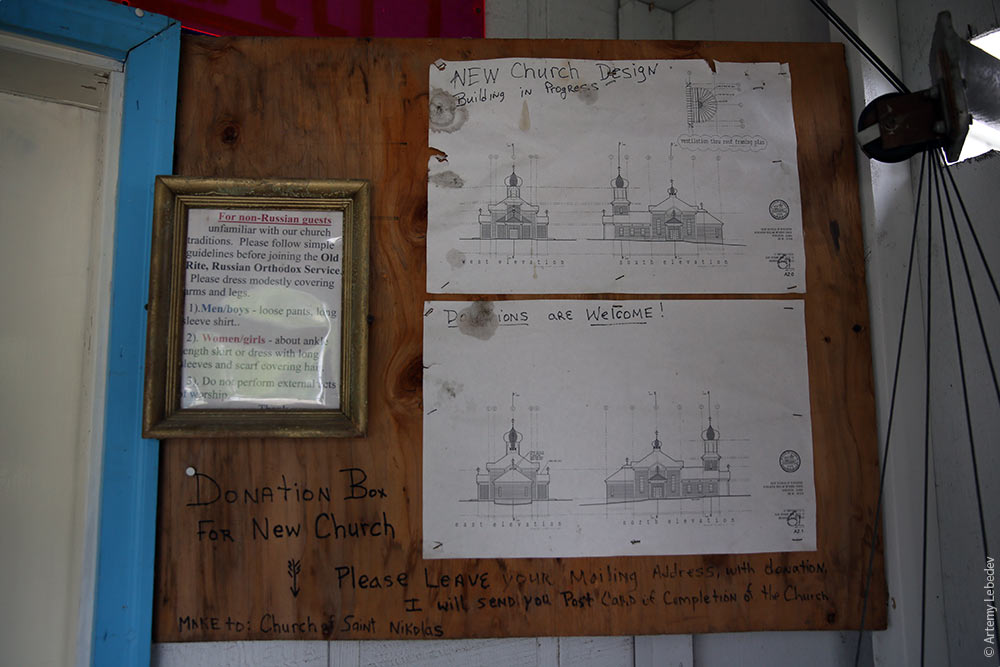 NEW Church Design
Building in Progress
ventilation thru roof framing plan
west elevation
south elevation
A2-0
For non-Russian guests
unfamiliar with our church
traditions. Please follow simple
guidelines before joining the Old
Rite, Russian Orthodox Service.
Please dress modestly covering
arms and legs.
1).Men/boys - loose pants, long
sleeve shirt..
2). Women/girls - about ankle
length skirt or dress with long
sleeves and scarf covering hair
3). Do not perform external acts
of worship
DONATIONS ARE WELCOME!
east elevation
north elevation
A2-1
DONATION BOX
FOR NEW CHURCH
PLEASE LEAVE YOUR MAILING ADDRESS, with donation,
I will send you POST CARD of Completion of the Church
MAKE TO: Church of SAINT NIKOLAS
© Artemy Lebedev